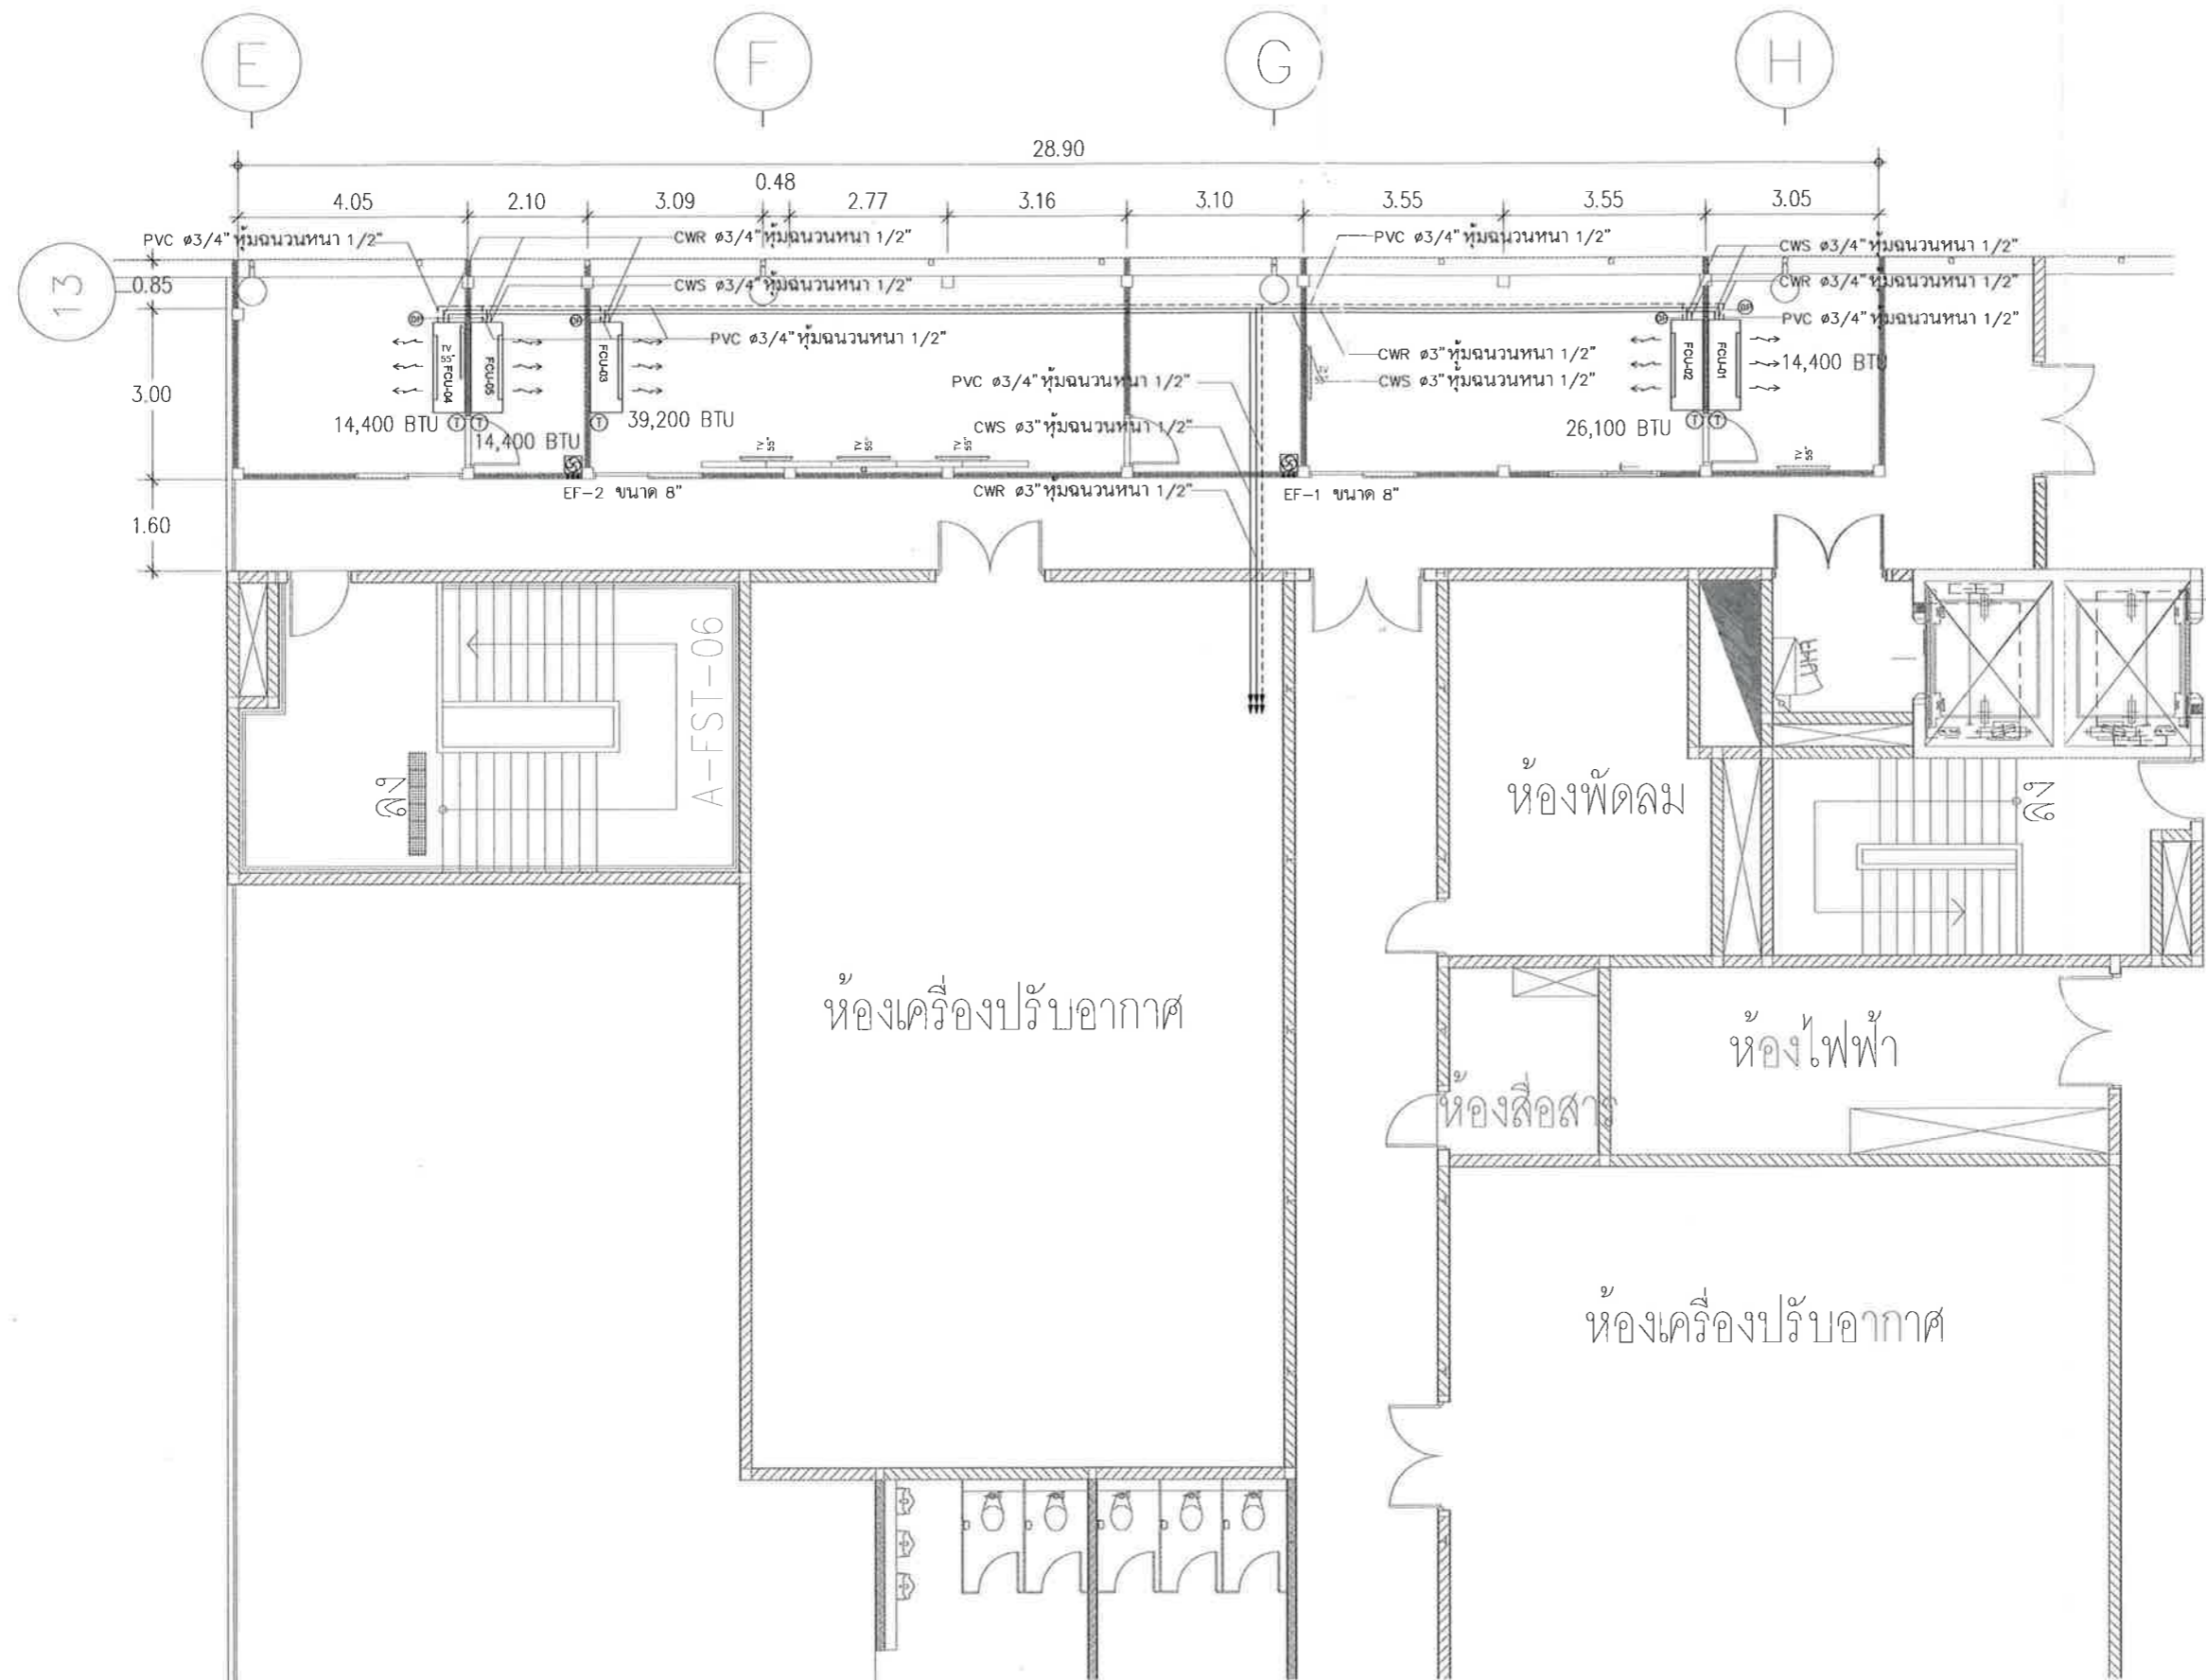 E
F
G
H
28.90
0.48
4.05
2.10
3.09
2.77
3.16
3.10
3.55
3.55
3.05
PVC ø3/4"หุ้มฉนวนหนา 1/2"
CWR ø3/4"หุ้มฉนวนหนา 1/2"
PVC ø3/4"หุ้มฉนวนหนา 1/2"
CWS ø3/4"หุ้มฉนวนหนา 1/2"
13
0.85
CWS ø3/4"หุ้มฉนวนหนา 1/2"
CWR ø3/4"หุ้มฉนวนหนา 1/2"
PVC ø3/4"หุ้มฉนวนหนา 1/2"
PVC ø3/4"หุ้มฉนวนหนา 1/2"
TV
55"
FCU-04
FCU-05
FCU-03
CWR ø3"หุ้มฉนวนหนา 1/2"
FCU-02
FCU-01
14,400 BTU
PVC ø3/4"หุ้มฉนวนหนา 1/2"
CWS ø3"หุ้มฉนวนหนา 1/2"
3.00
14,400 BTU
T
T
T
39,200 BTU
CWS ø3"หุ้มฉนวนหนา 1/2"
26,100 BTU
T
T
14,400 BTU
TV
55"
TV
55"
TV
55"
TV
55"
EF-2 ขนาด 8"
CWR ø3"หุ้มฉนวนหนา 1/2"
EF-1 ขนาด 8"
1.60
A-FST-06
ลง
ห้องพัดลม
ลง
ห้องเครื่องปรับอากาศ
ห้องไฟฟ้า
ห้องสื่อสาร
ห้องเครื่องปรับอากาศ